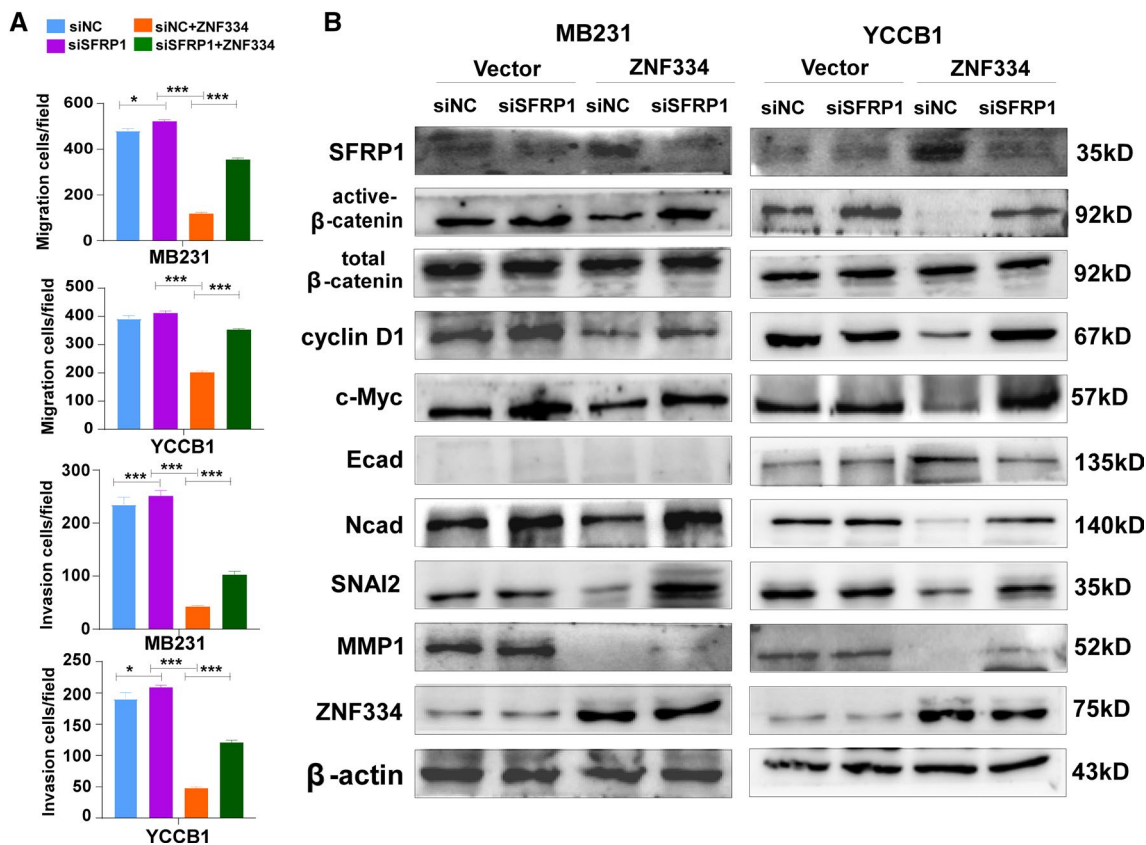 A
siNC
siNC+ZNF334
siSFRP1
siSFRP1+ZNF334
Migration cells/field
600
400
200
0
*
***
***
MB231
Migration cells/field
500
400
300
200
100
0
***
***
YCCB1
Invasion cells/field
300
200
100
0
***
***
***
MB231
Invasion cells/field
250
200
150
100
50
0
*
***
***
YCCB1
B
MB231
YCCB1
Vector
ZNF334
Vector
ZNF334
siNC
siSFRP1
siNC
siSFRP1
siNC
siSFRP1
siNC
siSFRP1
SFRP1
35kD
active-
β-catenin
92kD
total
β-catenin
92kD
cyclin D1
67kD
c-Myc
57kD
Ecad
135kD
Ncad
140kD
SNAI2
35kD
MMP1
52kD
ZNF334
75kD
β-actin
43kD